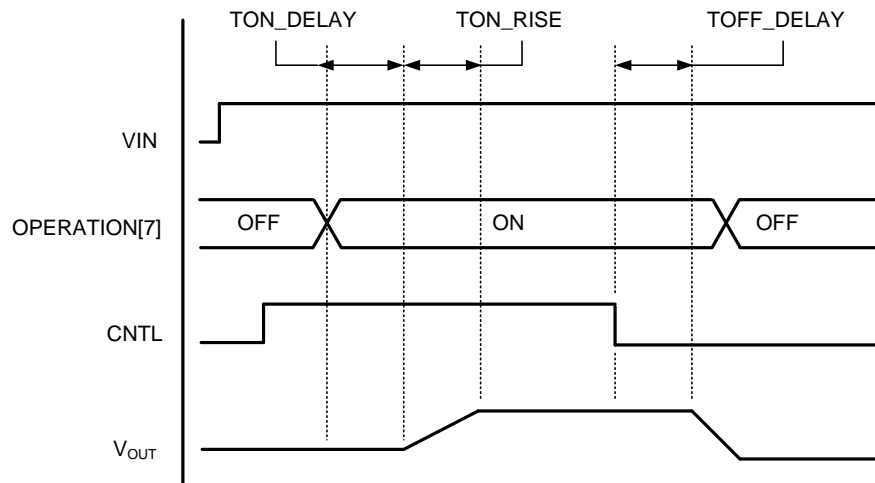 TON_DELAY TON_RISE TOFF_DELAY
VIN
OPERATION[7] OFF ON OFF
CNTL
VOUT